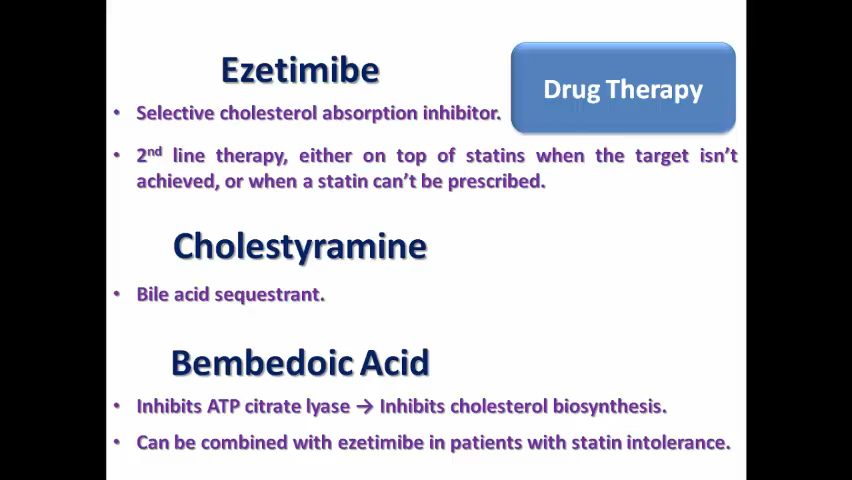 Ezetimibe
Drug Therapy
• Selective cholesterol absorption inhibitor.
• 2nd line therapy, either on top of statins when the target isn't
achieved, or when a statin can't be prescribed.
Cholestyramine
• Bile acid sequestrant.
Bembedoic Acid
• Inhibits ATP citrate lyase → Inhibits cholesterol biosynthesis.
• Can be combined with ezetimibe in patients with statin intolerance.